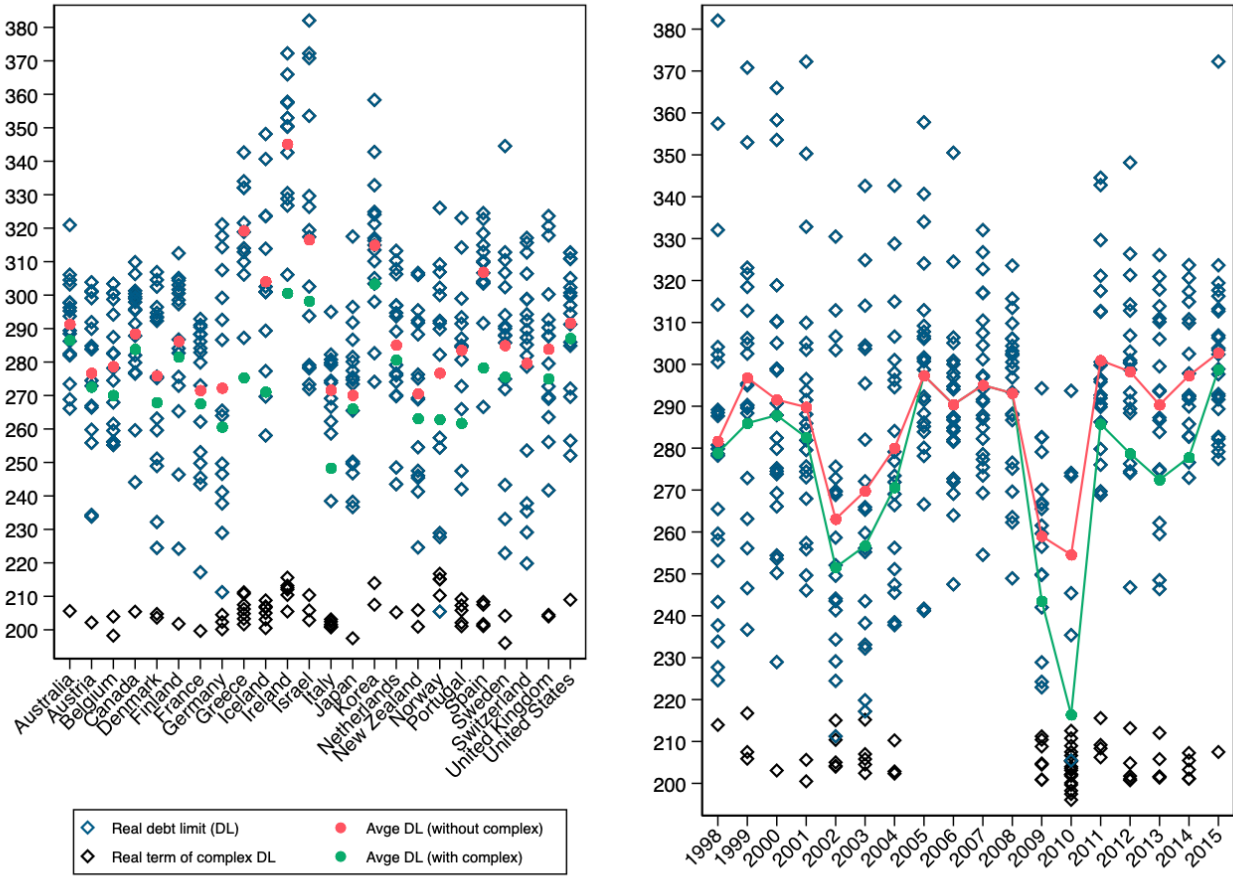 380
370
360
350
340
330
320
310
300
290
280
270
260
250
240
230
220
210
200
Australia
Austria
Belgium
Canada
Denmark
Finland
France
Germany
Greece
Iceland
Ireland
Israel
Italy
Japan
Korea
Netherlands
New Zealand
Norway
Portugal
Spain
Sweden
Switzerland
United Kingdom
United States
Real debt limit (DL)
Avge DL (without complex)
Real term of complex DL
Avge DL (with complex)
380
370
360
350
340
330
320
310
300
290
280
270
260
250
240
230
220
210
200
1998
1999
2000
2001
2002
2003
2004
2005
2006
2007
2008
2009
2010
2011
2012
2013
2014
2015